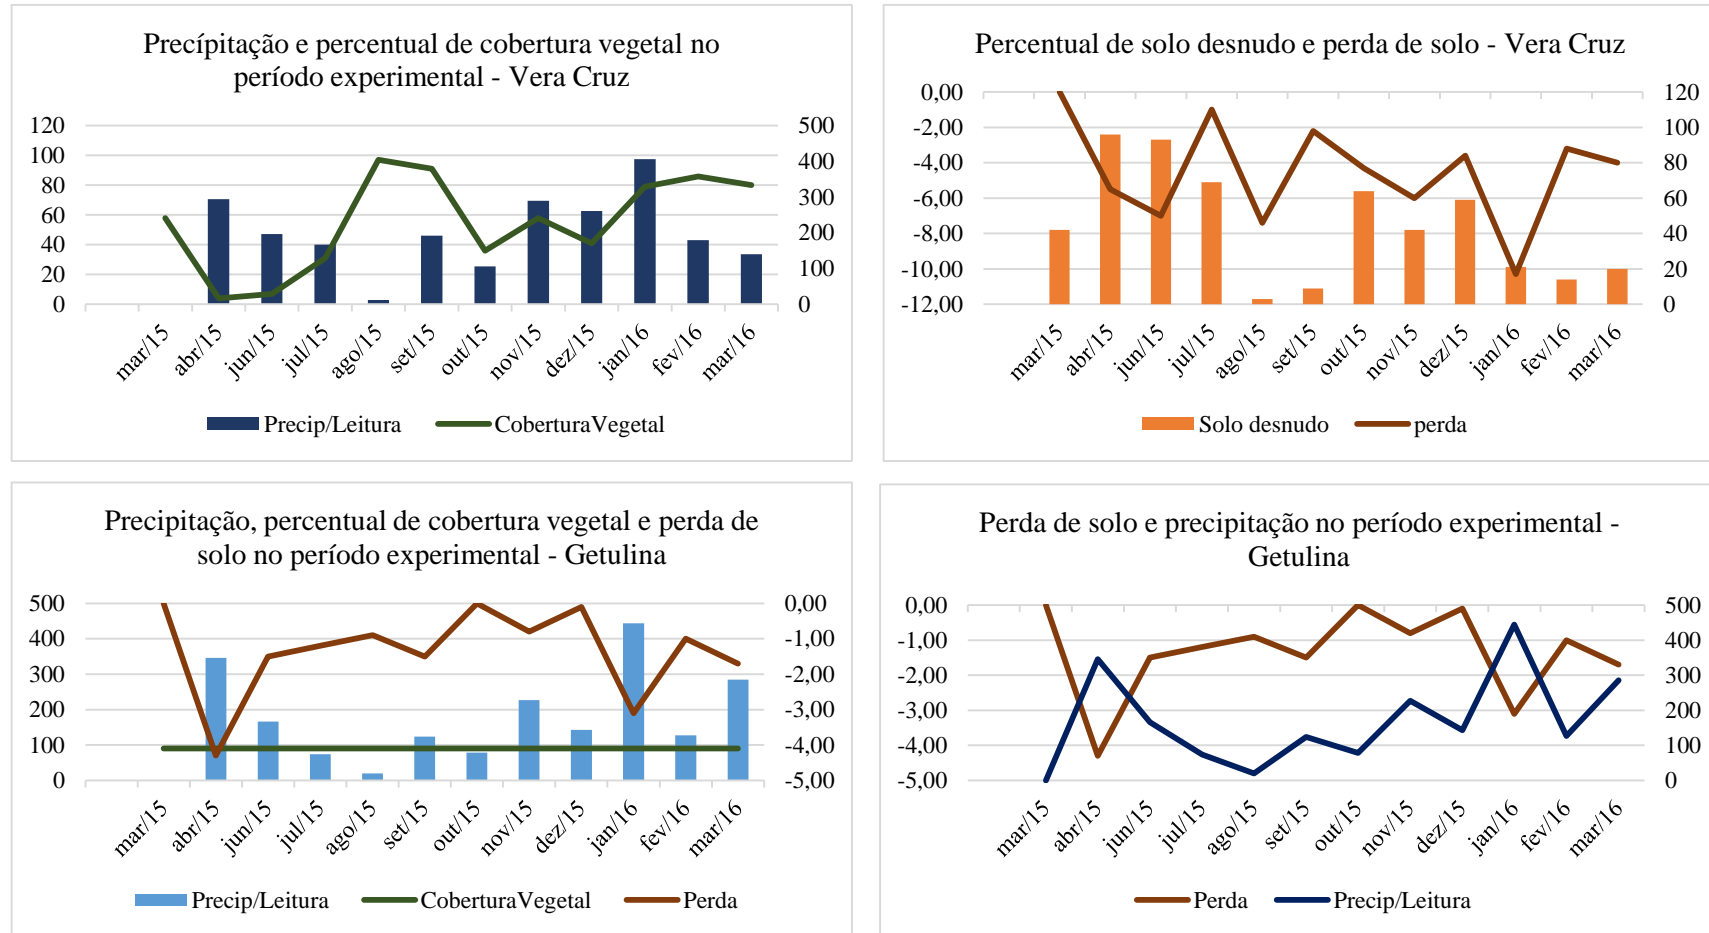 Precípitação e percentual de cobertura vegetal no
período experimental - Vera Cruz
120
100
80
60
40
20
0
500
400
300
200
100
0
mar/15
abr/15
jun/15
jul/15
ago/15
set/15
out/15
nov/15
dez/15
jan/16
fev/16
mar/16
Precip/Leitura
CoberturaVegetal
Percentual de solo desnudo e perda de solo - Vera Cruz
0,00
-2,00
-4,00
-6,00
-8,00
-10,00
-12,00
120
100
80
60
40
20
0
mar/15
abr/15
jun/15
jul/15
ago/15
set/15
out/15
nov/15
dez/15
jan/16
fev/16
mar/16
Solo desnudo
perda
Precipitação, percentual de cobertura vegetal e perda de
solo no período experimental - Getulina
500
400
300
200
100
0
0,00
-1,00
-2,00
-3,00
-4,00
-5,00
mar/15
abr/15
jun/15
jul/15
ago/15
set/15
out/15
nov/15
dez/15
jan/16
fev/16
mar/16
Precip/Leitura
CoberturaVegetal
Perda
Perda de solo e precipitação no período experimental -
Getulina
0,00
-1,00
-2,00
-3,00
-4,00
-5,00
500
400
300
200
100
0
mar/15
abr/15
jun/15
jul/15
ago/15
set/15
out/15
nov/15
dez/15
jan/16
fev/16
mar/16
Perda
Precip/Leitura